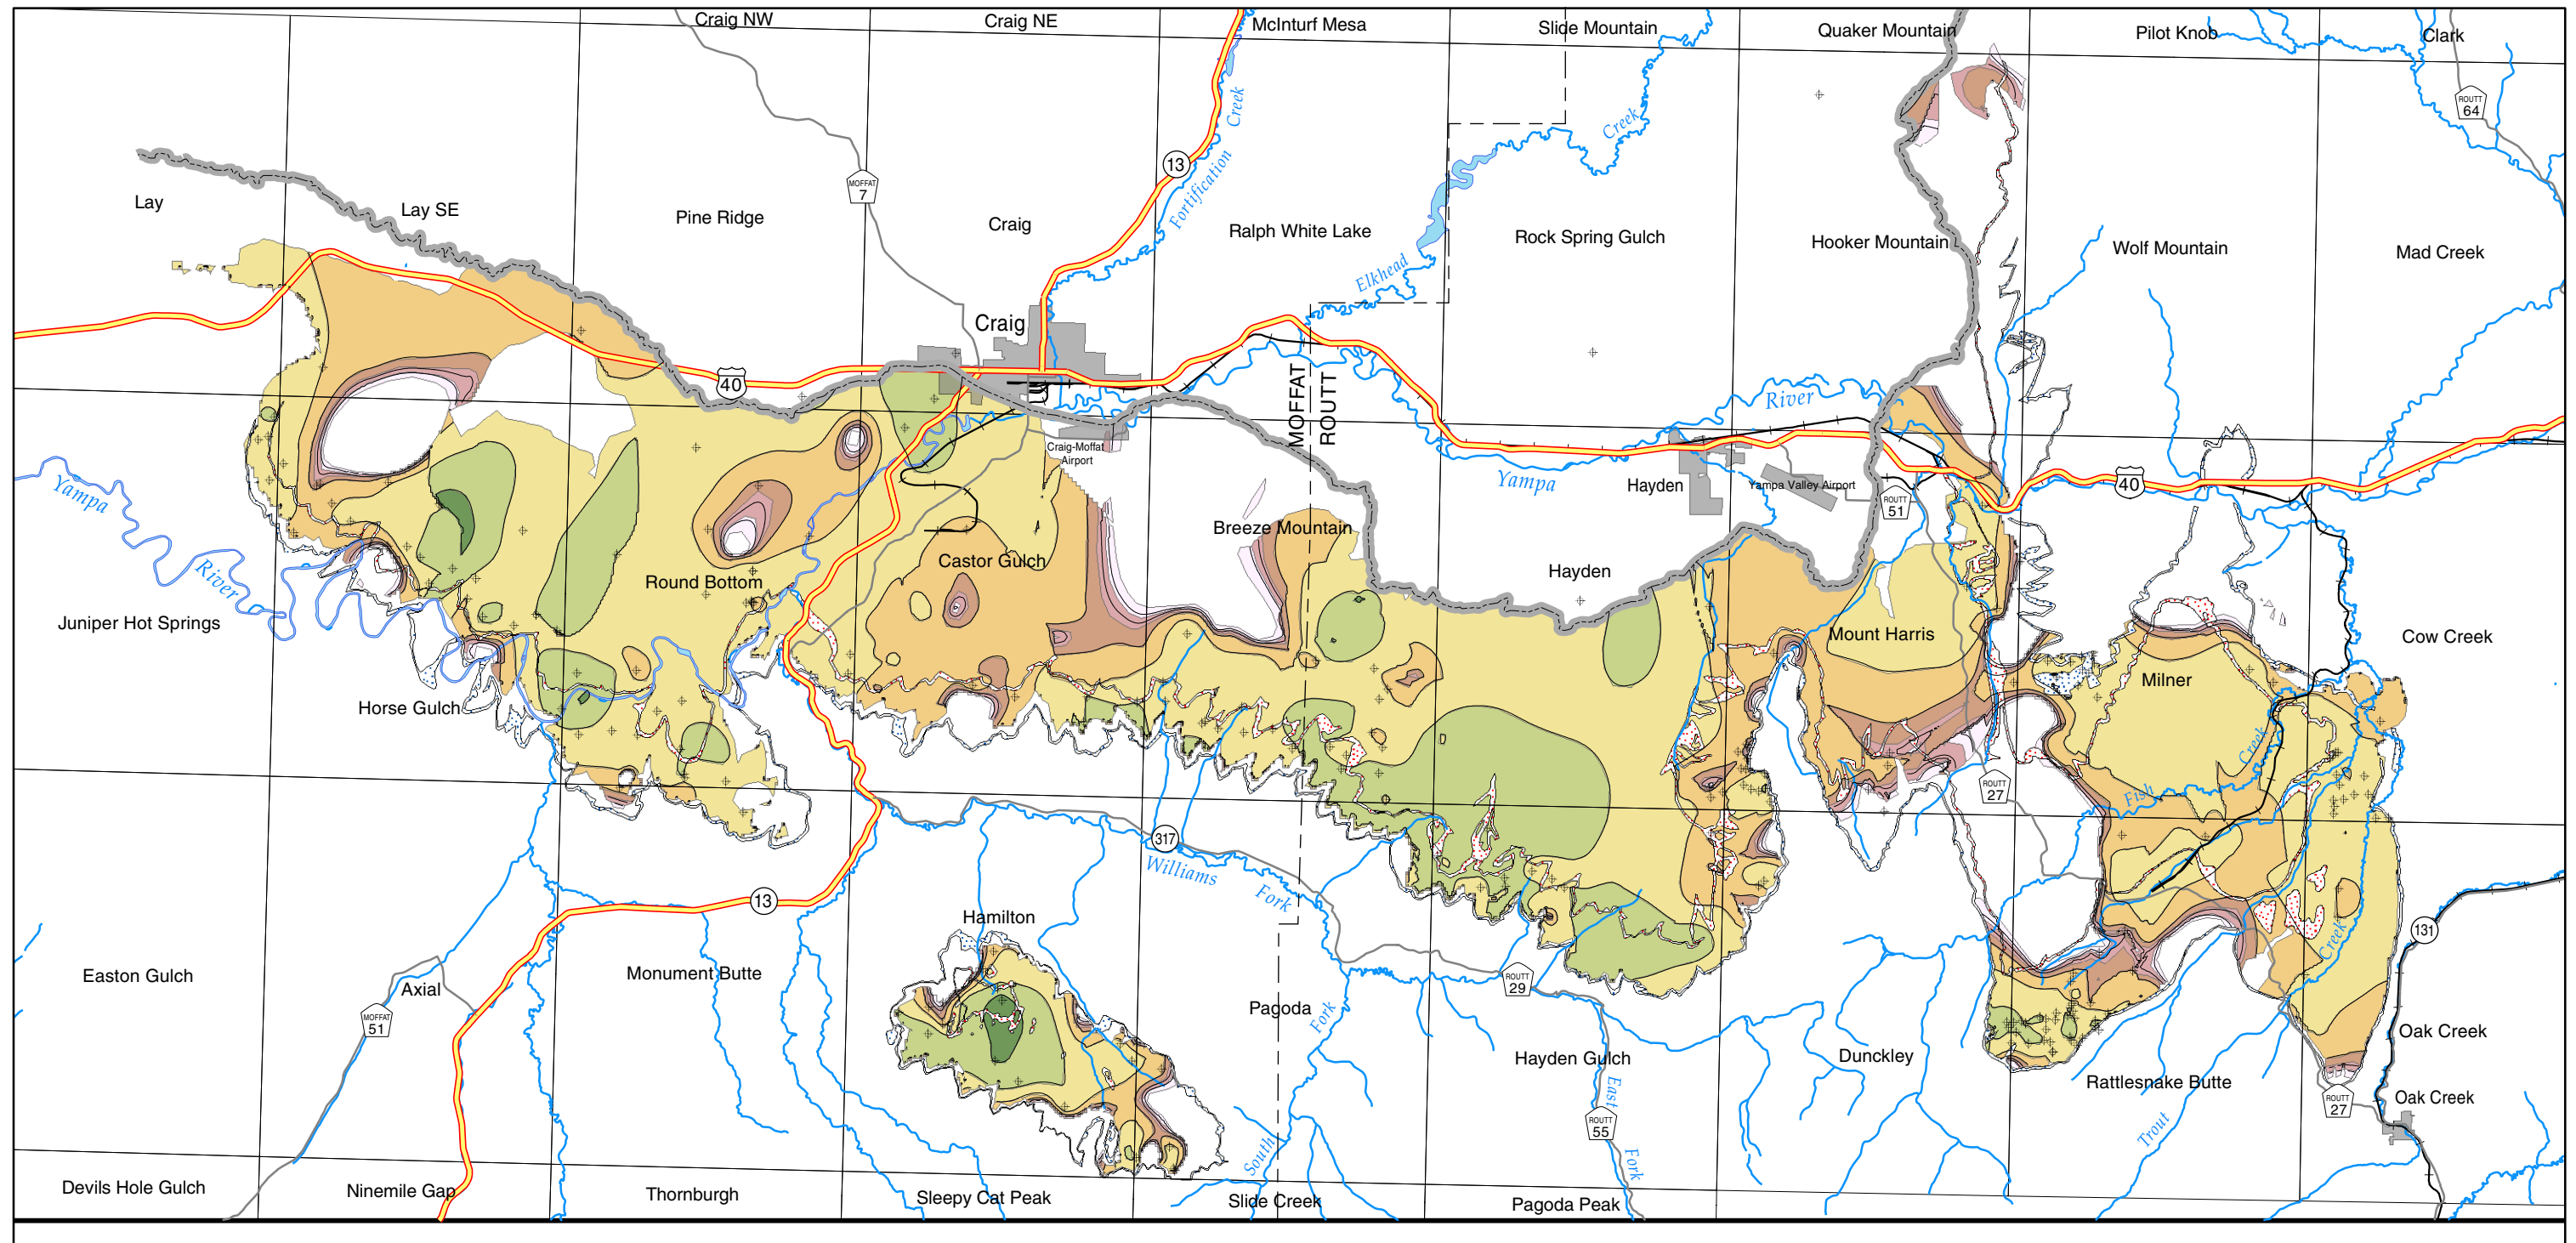 Craig NW
Craig NE
McInturf Mesa
Slide Mountain
Quaker Mountain
Pilot Knob
Clark
ROUTT
64
Creek
Creek
13
Fortification
MOFFAT
7
Lay
Lay SE
Pine Ridge
Craig
Ralph White Lake
Rock Spring Gulch
Hooker Mountain
Wolf Mountain
Mad Creek
Elkhead
Craig
40
MOFFAT
ROUTT
River
Craig-Moffat
Airport
Yampa
Hayden
Yampa Valley Airport
ROUTT
51
40
Yampa
River
Breeze Mountain
Castor Gulch
Round Bottom
Hayden
Juniper Hot Springs
Mount Harris
Cow Creek
Milner
Horse Gulch
Creek
Fish
ROUTT
27
317
Williams
Fork
13
Hamilton
131
Creek
Easton Gulch
Axial
Monument Butte
MOFFAT
51
Pagoda
Fork
ROUTT
29
Hayden Gulch
Dunckley
Oak Creek
Rattlesnake Butte
East
ROUTT
27
Oak Creek
ROUTT
55
Trout
South
Fork
Devils Hole Gulch
Ninemile Gap
Thornburgh
Sleepy Cat Peak
Slide Creek
Pagoda Peak